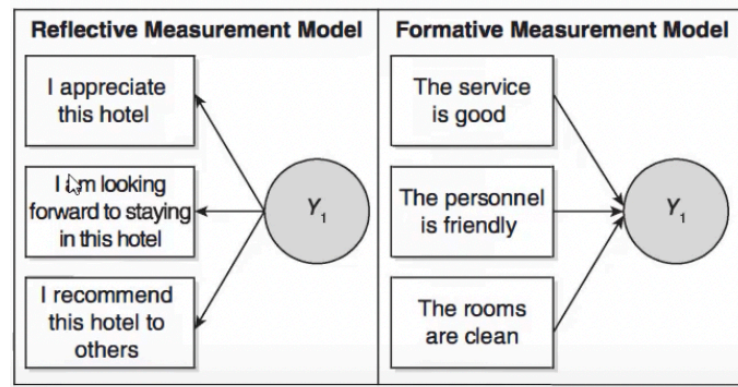 Reflective Measurement Model
I appreciate
this hotel
I am looking
forward to staying
in this hotel
I recommend
this hotel to
others
Y1
Formative Measurement Model
The service
is good
The personnel
is friendly
The rooms
are clean
Y1